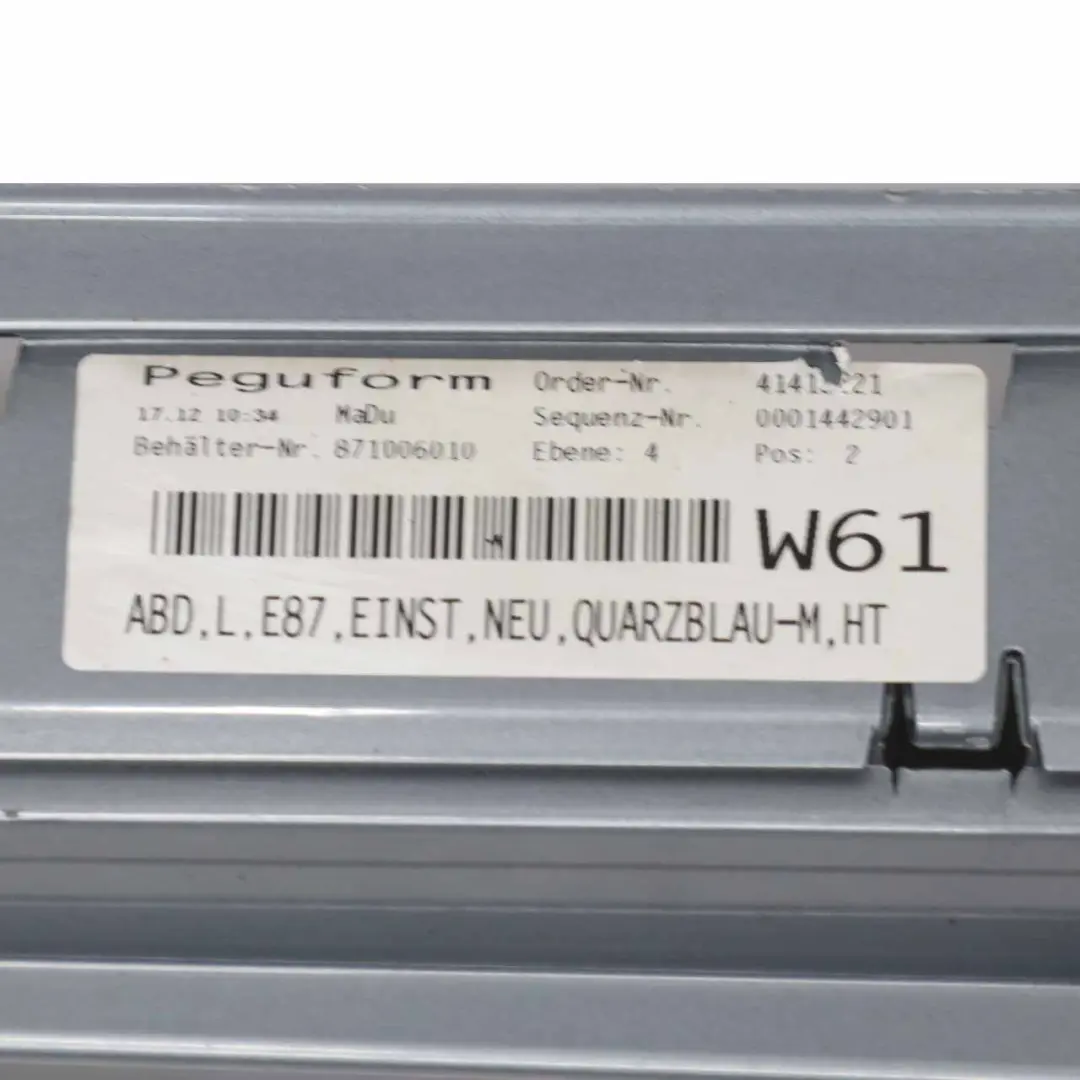 Peguform Order-Nr.
17.12 10:34 MaDu Sequenz-Nr. 0001442901
Behälter-Nr. 871006010 Ebene: 4 Pos: 2
W61
ABD,L,E87,EINST,NEU,QUARZBLAU-M,HT